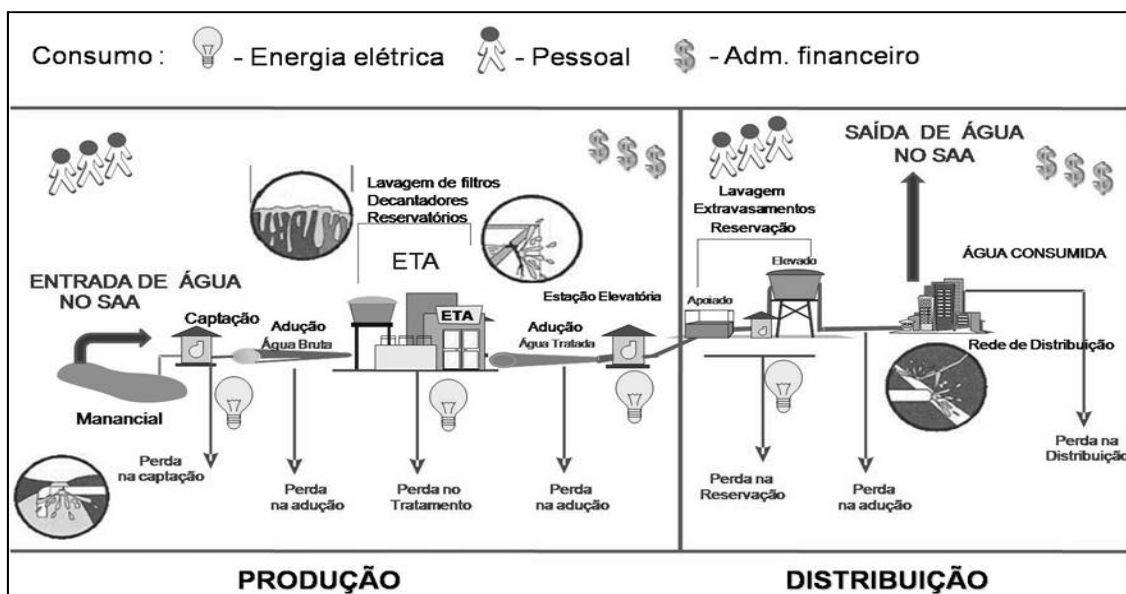 Consumo : - Energia elétrica - Pessoal $ - Adm. financeiro
$ $ $
Lavagem de filtros
Decantadores
Reservatórios
ETA
ENTRADA DE ÁGUA
NO SAA
Captação
Adução
Água Bruta
ETA
Adução
Água Tratada
Estação Elevatória
Manancial
Perda
na captação
Perda
na adução
Perda no
Tratamento
Perda
na adução
PRODUÇÃO
SAÍDA DE ÁGUA
NO SAA
$ $ $
Lavagem
Extravasamentos
Reservação
Elevado
Apoiado
ÁGUA CONSUMIDA
Rede de Distribuição
Perda na
Reservação
Perda
na adução
Perda na
Distribuição
DISTRIBUIÇÃO